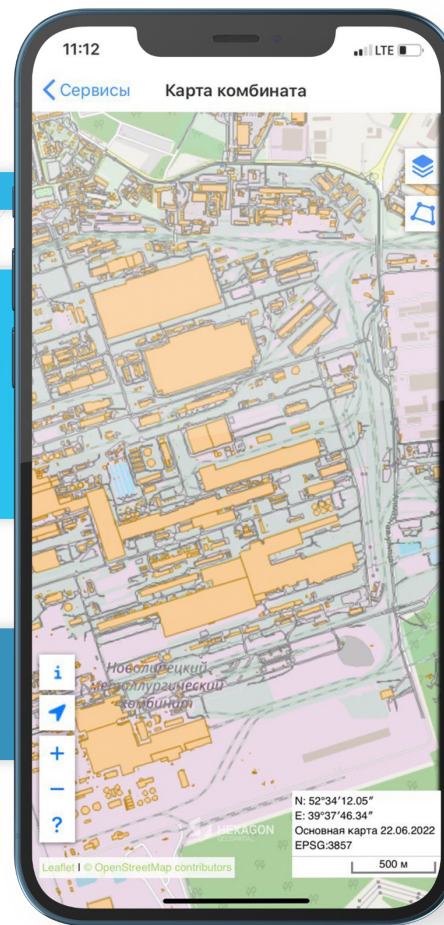 11:12
LTE
Сервисы
Карта комбината
Новолипецкий
металлургический
комбинат
i
+
−
?
N: 52°34'12.05"
E: 39°37'46.34"
Основная карта 22.06.2022
EPSG:3857
500 м
HEXAGON
Leaflet | © OpenStreetMap contributors